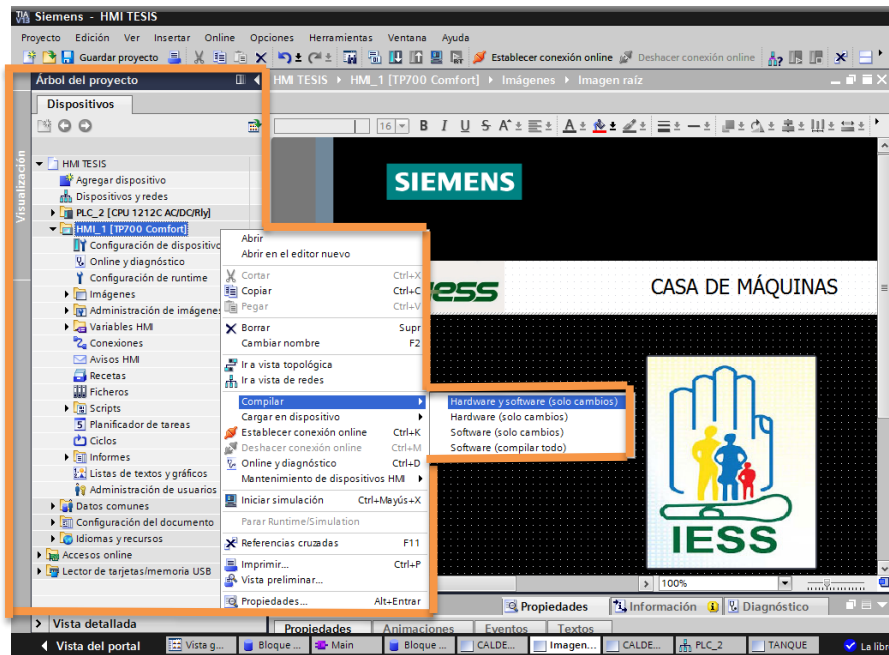 Siemens - HMI TESIS
Proyecto Edición Ver Insertar Online Opciones Herramientas Ventana Ayuda
Guardar proyecto Establecer conexión online Deshacer conexión online
Árbol del proyecto
HMI TESIS HMI_1 [TP700 Comfort] Imágenes Imagen raíz
Dispositivos
16 B I U S A A
Visualización
HMI TESIS
Agregar dispositivo
Dispositivos y redes
PLC_2 [CPU 1212C AC/DC/Rly]
HMI_1 [TP700 Comfort]
Configuración de dispositivo
Online y diagnóstico
Configuración de runtime
Imágenes
Administración de imágenes
Variables HMI
Conexiones
Avisos HMI
Recetas
Ficheros
Scripts
Planificador de tareas
Ciclos
Informes
Listas de textos y gráficos
Administración de usuarios
Datos comunes
Configuración del documento
Idiomas y recursos
Accesos online
Lector de tarjetas/memoria USB
Abrir
Abrir en el editor nuevo
Cortar Ctrl+X
Copiar Ctrl+C
Pegar Ctrl+V
Borrar Supr
Cambiar nombre F2
Ir a vista topológica
Ir a vista de redes
Compilar
Cargar en dispositivo
Establecer conexión online Ctrl+K
Deshacer conexión online Ctrl+M
Online y diagnóstico Ctrl+D
Mantenimiento de dispositivos HMI
Iniciar simulación Ctrl+Mayús+X
Parar Runtime/Simulation
Referencias cruzadas F11
Imprimir... Ctrl+P
Vista preliminar...
Propiedades... Alt+Entrar
Hardware y software (solo cambios)
Hardware (solo cambios)
Software (solo cambios)
Software (compilar todo)
SIEMENS
CASA DE MÁQUINAS
IESS
100%
Propiedades Información Diagnóstico
Vista detallada
Propiedades Animaciones Eventos Textos
Vista del portal Vista g... Bloque ... Main Bloque ... CALDE... Imagen... CALDE... PLC_2 TANQUE La libr